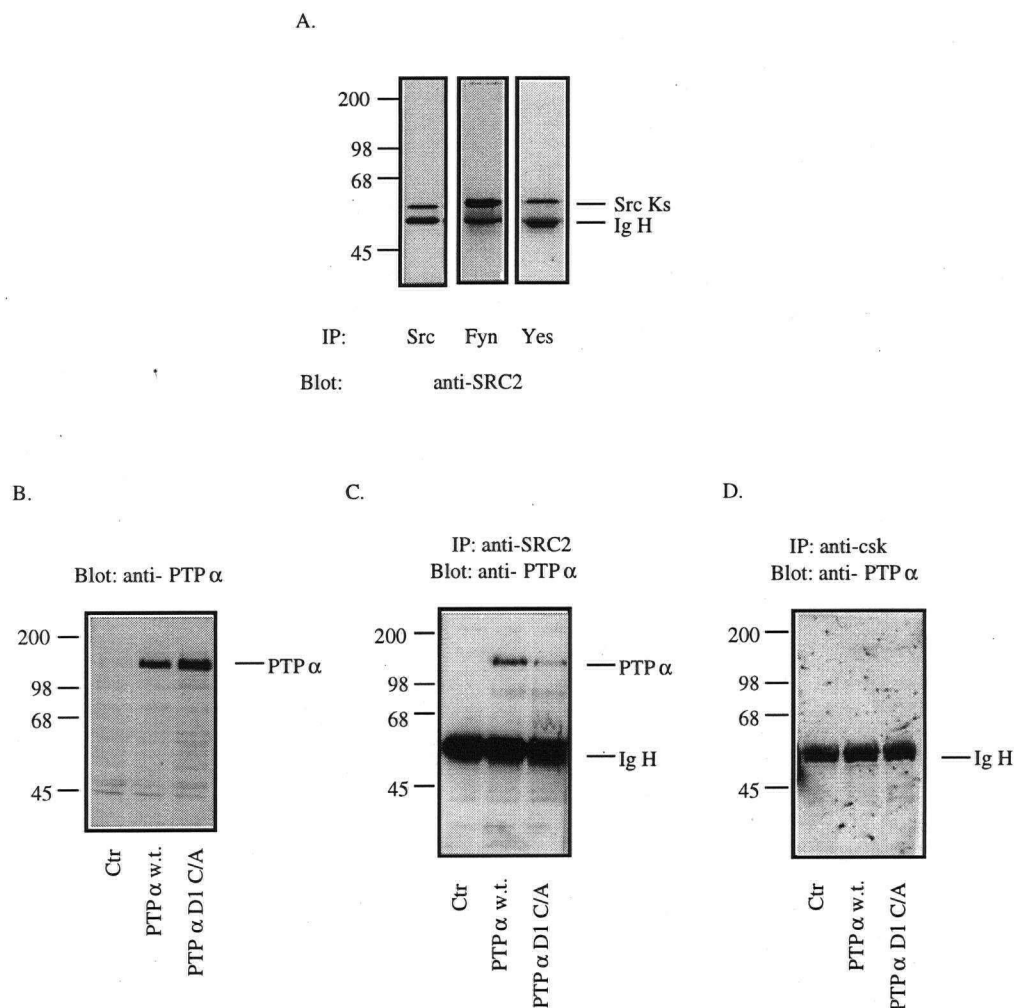 A.
200
98
68
45
Src Ks
Ig H
IP: Src Fyn Yes
Blot: anti-SRC2
B.
Blot: anti- PTP α
200
98
68
45
PTP α
Ctr
PTP α w.t.
PTP α D1 C/A
C.
IP: anti-SRC2
Blot: anti- PTP α
200
98
68
45
PTP α
Ig H
Ctr
PTP α w.t.
PTP α D1 C/A
D.
IP: anti-csk
Blot: anti- PTP α
200
98
68
45
Ig H
Ctr
PTP α w.t.
PTP α D1 C/A